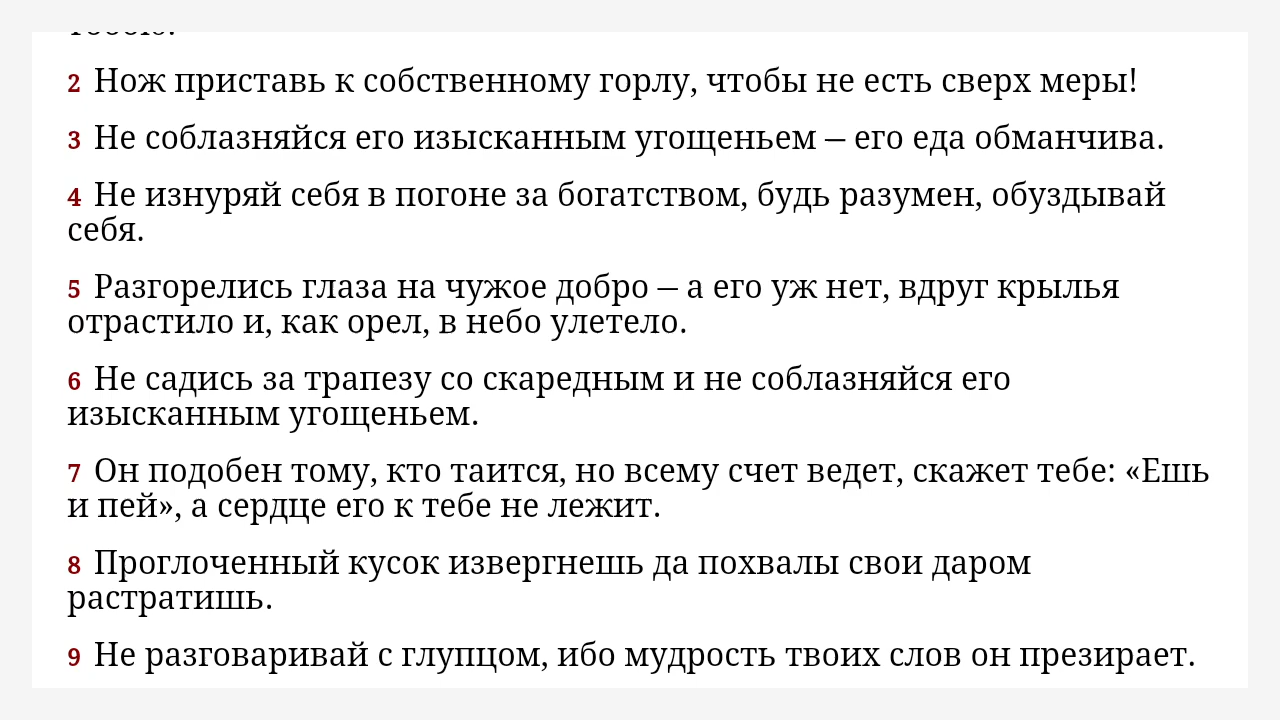 2 Нож приставь к собственному горлу, чтобы не есть сверх меры!
3 Не соблазняйся его изысканным угощеньем – его еда обманчива.
4 Не изнуряй себя в погоне за богатством, будь разумен, обуздывай
себя.
5 Разгорелись глаза на чужое добро – а его уж нет, вдруг крылья
отрастило и, как орел, в небо улетело.
6 Не садись за трапезу со скаредным и не соблазняйся его
изысканным угощеньем.
7 Он подобен тому, кто таится, но всему счет ведет, скажет тебе: «Ешь
и пей», а сердце его к тебе не лежит.
8 Проглоченный кусок извергнешь да похвалы свои даром
растратишь.
9 Не разговаривай с глупцом, ибо мудрость твоих слов он презирает.